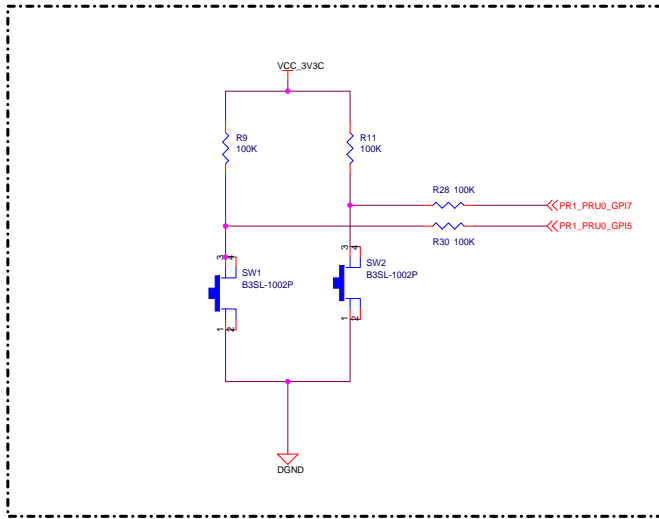 VCC_3V3C
R9
100K
R11
100K
R28 100K
PR1_PRU0_GPI7
PR1_PRU0_GPI5
R30 100K
3
4
SW1
B3SL-1002P
1
2
3
4
SW2
B3SL-1002P
1
2
DGND